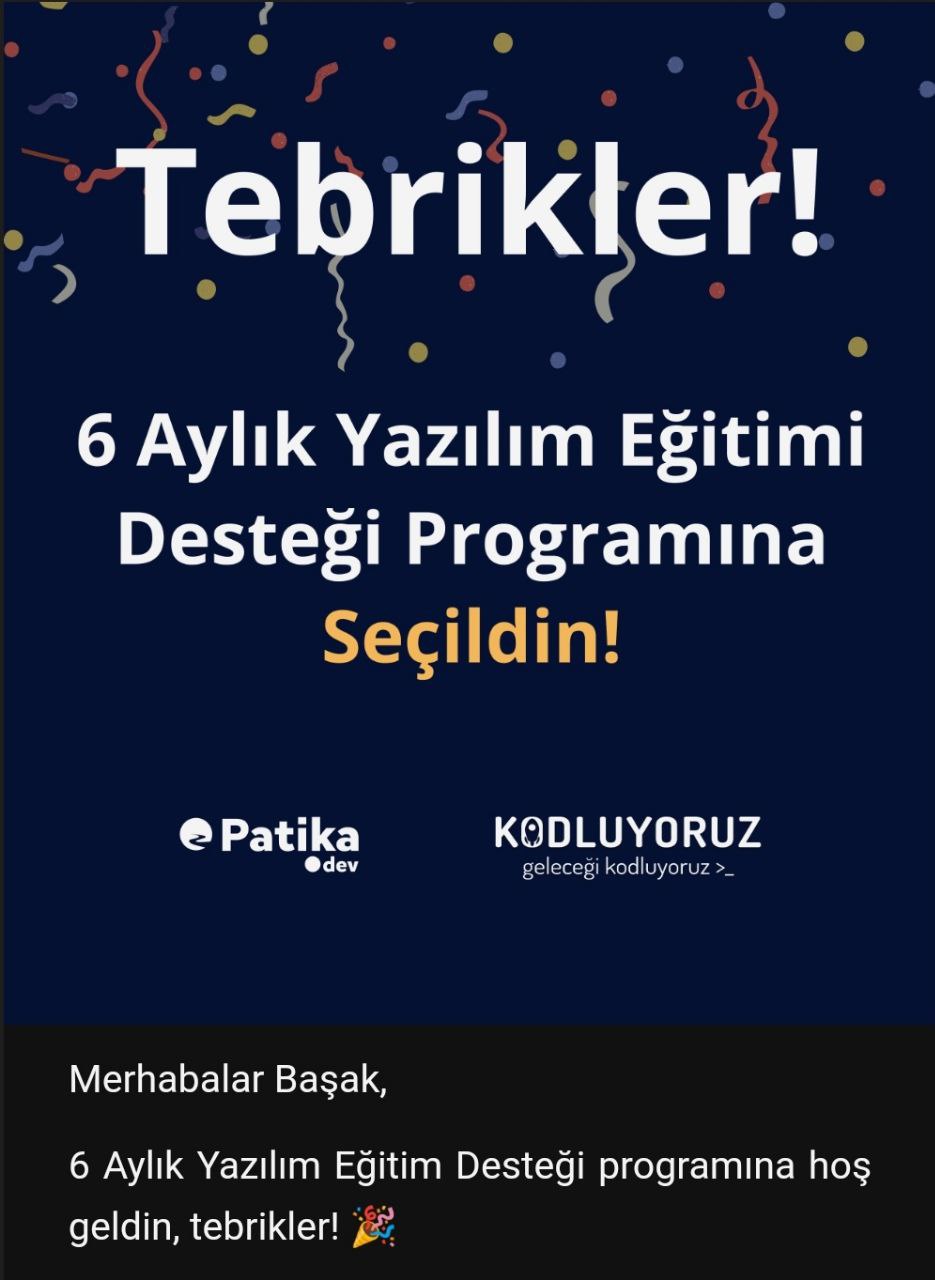 Tebrikler!
6 Aylık Yazılım Eğitimi
Desteği Programına
Seçildin!
Patika
dev
KODLUYORUZ
geleceği kodluyoruz >_
Merhabalar Başak,
6 Aylık Yazılım Eğitim Desteği programına hoş
geldin, tebrikler! 🎉